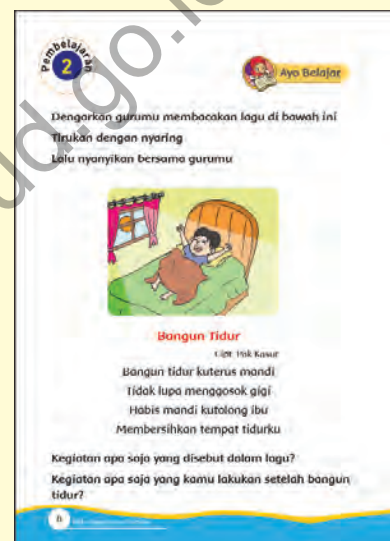 Pembelajaran
2
Ayo Belajar
Dengarkan gurumu membacakan lagu di bawah ini
Tirukan dengan nyaring
Lalu nyanyikan bersama gurumu
Bangun Tidur
Cipt. Pak Kasur
Bangun tidur kuterus mandi
Tidak lupa menggosok gigi
Habis mandi kutolong ibu
Membersihkan tempat tidurku
Kegiatan apa saja yang disebut dalam lagu?
Kegiatan apa saja yang kamu lakukan setelah bangun
tidur?